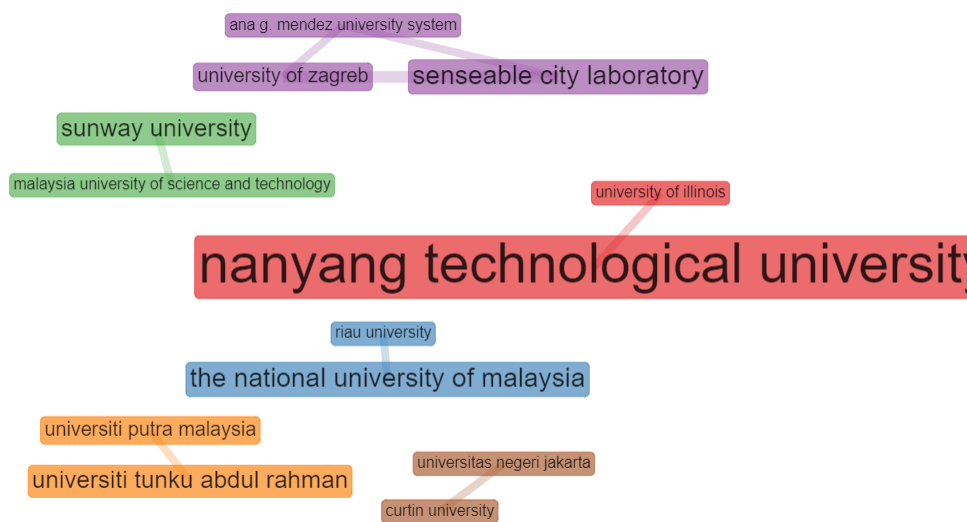 ana g. mendez university system
university of zagreb
senseable city laboratory
sunway university
malaysia university of science and technology
university of illinois
nanyang technological university
riau university
the national university of malaysia
universiti putra malaysia
universiti tunku abdul rahman
universitas negeri jakarta
curtin university